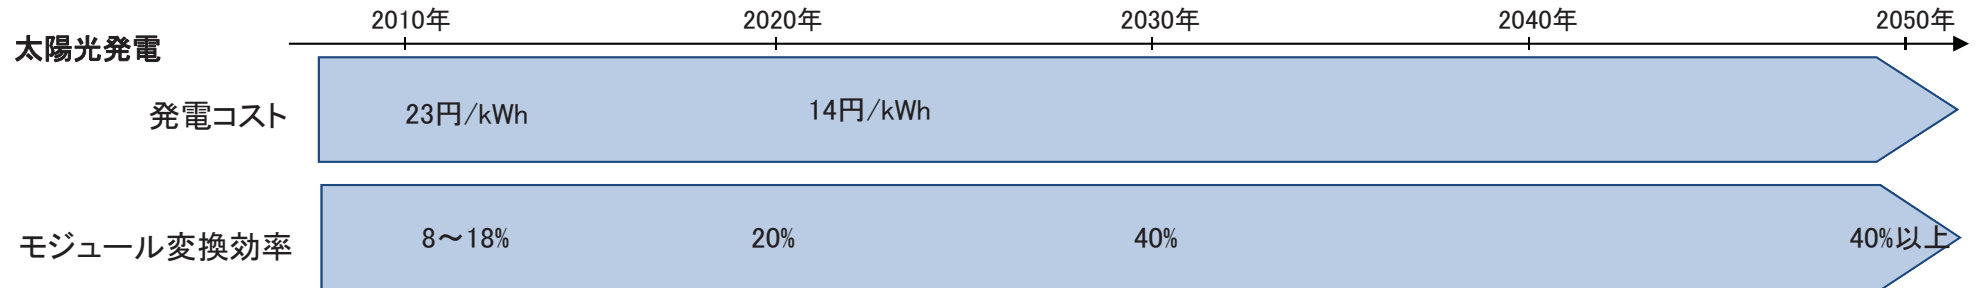 2010年 2020年 2030年 2040年 2050年
太陽光発電
発電コスト 23円/kWh 14円/kWh
モジュール変換効率 8～18% 20% 40% 40%以上